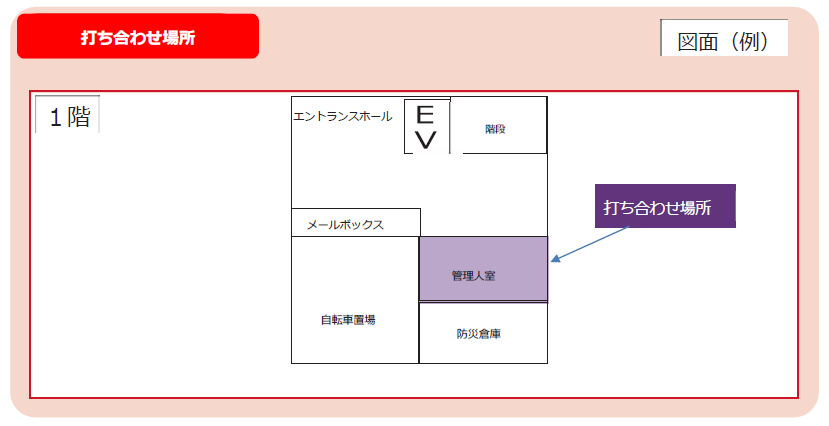 打ち合わせ場所
図面（例）
１階
エントランスホール
E
V
階段
メールボックス
打ち合わせ場所
管理人室
自転車置場
防災倉庫